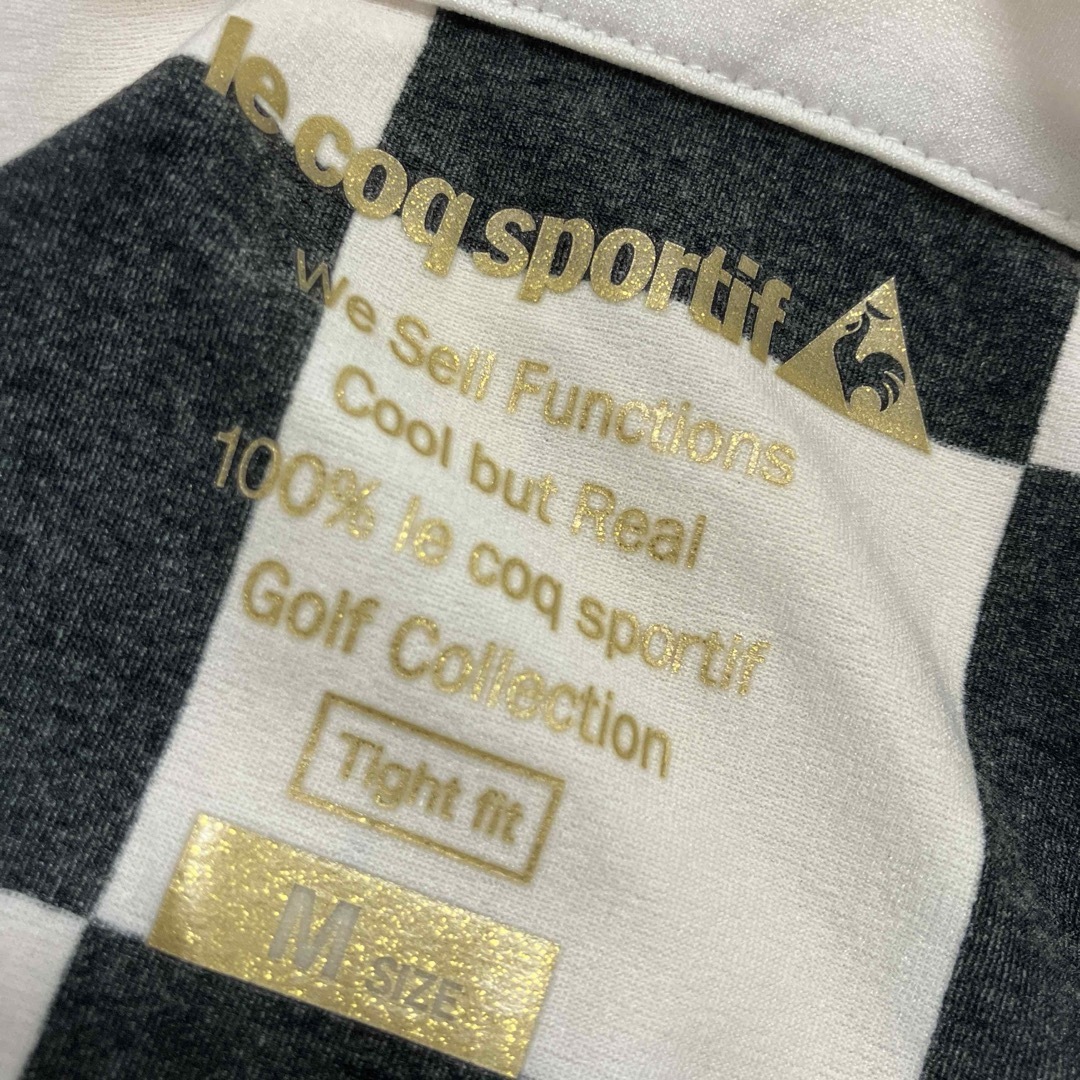 le coq sportif
We Sell Functions
Cool but Real
100% le coq sportif
Golf Collection
Tight fit
M SIZE